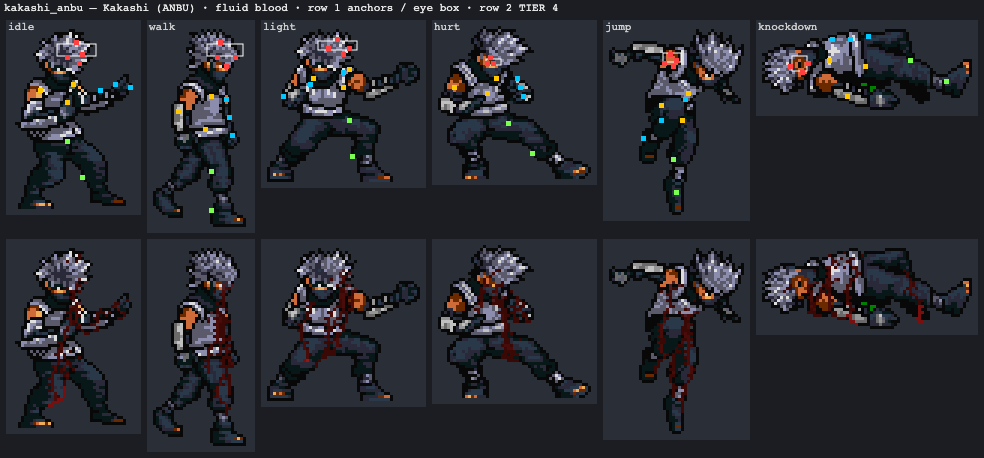 kakashi_anbu — Kakashi (ANBU) · fluid blood · row 1 anchors / eye box · row 2 TIER 4
idle
walk
light
hurt
jump
knockdown